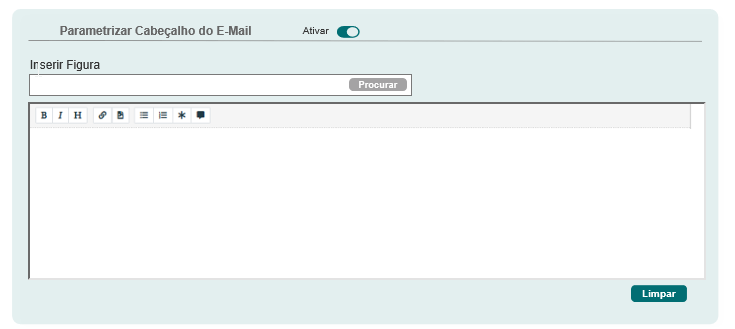 Parametrizar Cabeçalho do E-Mail Ativar
Inserir Figura
Procurar
B I H
Limpar